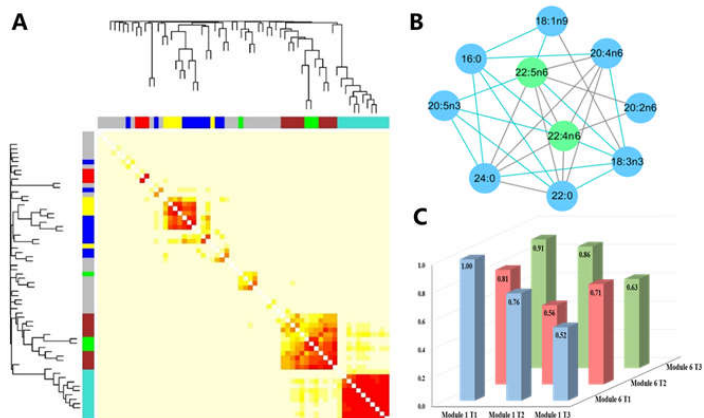 A
B
18:1n9
16:0
20:4n6
22:5n6
20:5n3
20:2n6
22:4n6
18:3n3
24:0
22:0
C
1.0
0.8
0.6
0.4
0.2
0.0
1.00
0.81
0.76
0.91
0.56
0.52
0.86
0.71
0.63
Module 1 T1
Module 1 T2
Module 1 T3
Module 6 T1
Module 6 T2
Module 6 T3